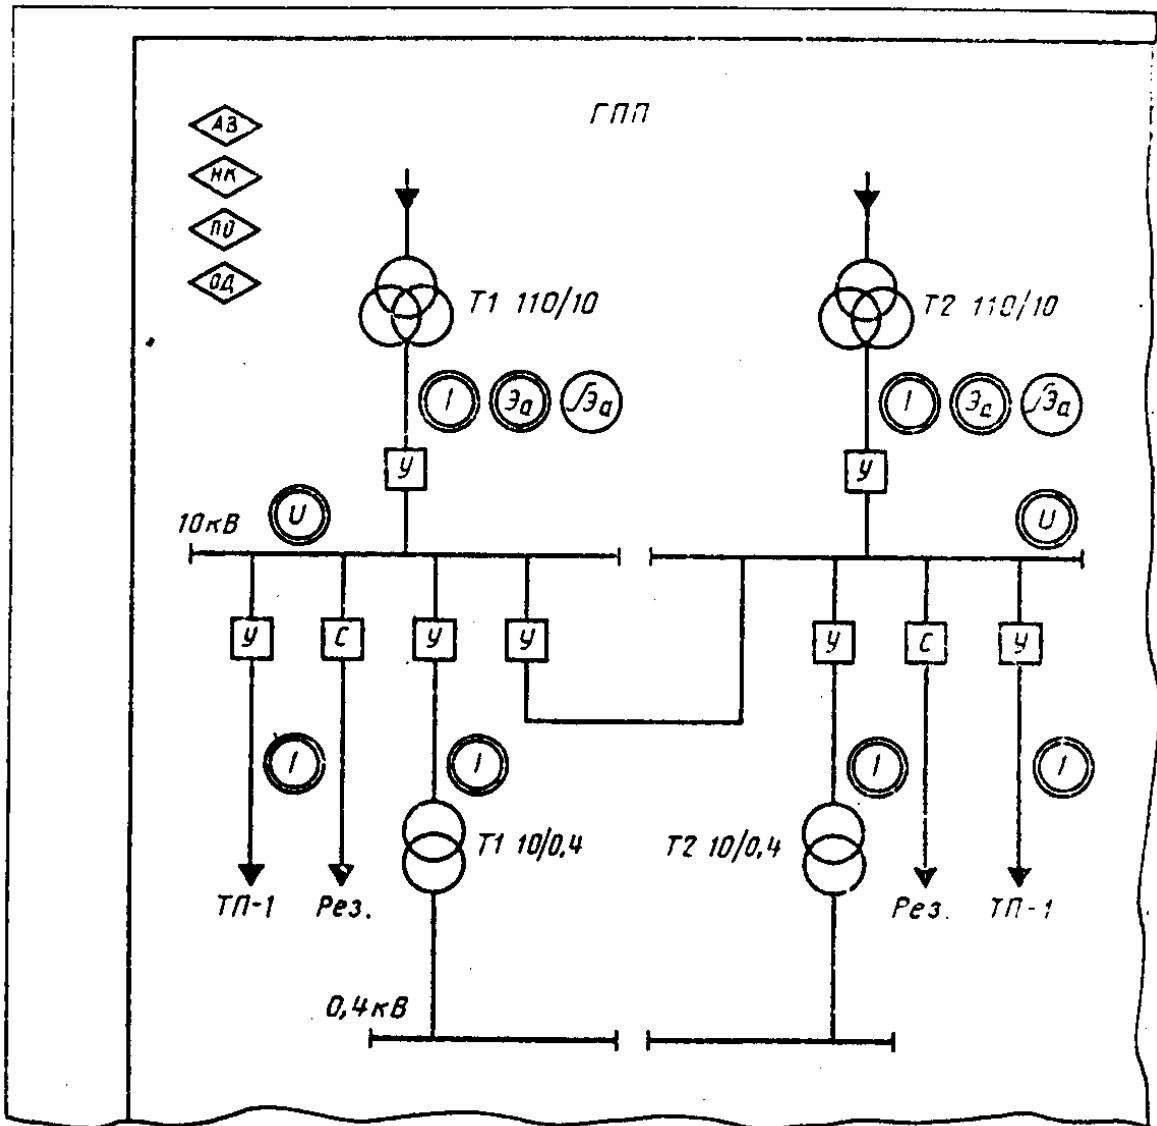 ГПП
АВ
НК
ПО
ОД
Т1 110/10
Т2 110/10
I Эа ∫Эа
I Эа ∫Эа
У
У
10кВ
U
U
У С У У
У С У
I
I
I
I
Т1 10/0,4
Т2 10/0,4
ТП-1 Рез.
Рез. ТП-1
0,4кВ